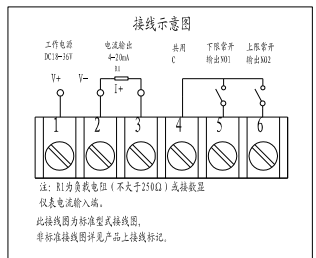 接线示意图
工作电源
DC18-36V
电流输出
4-20mA
R1
共用
C
下限常开
输出NO1
上限常开
输出NO2
V+
V-
I+
1 2 3 4 5 6
注: R1为负载电阻 (不大于250Ω) 或接数显
仪表电流输入端。
此接线图为标准型式接线图,
非标准接线图详见产品上接线标记。